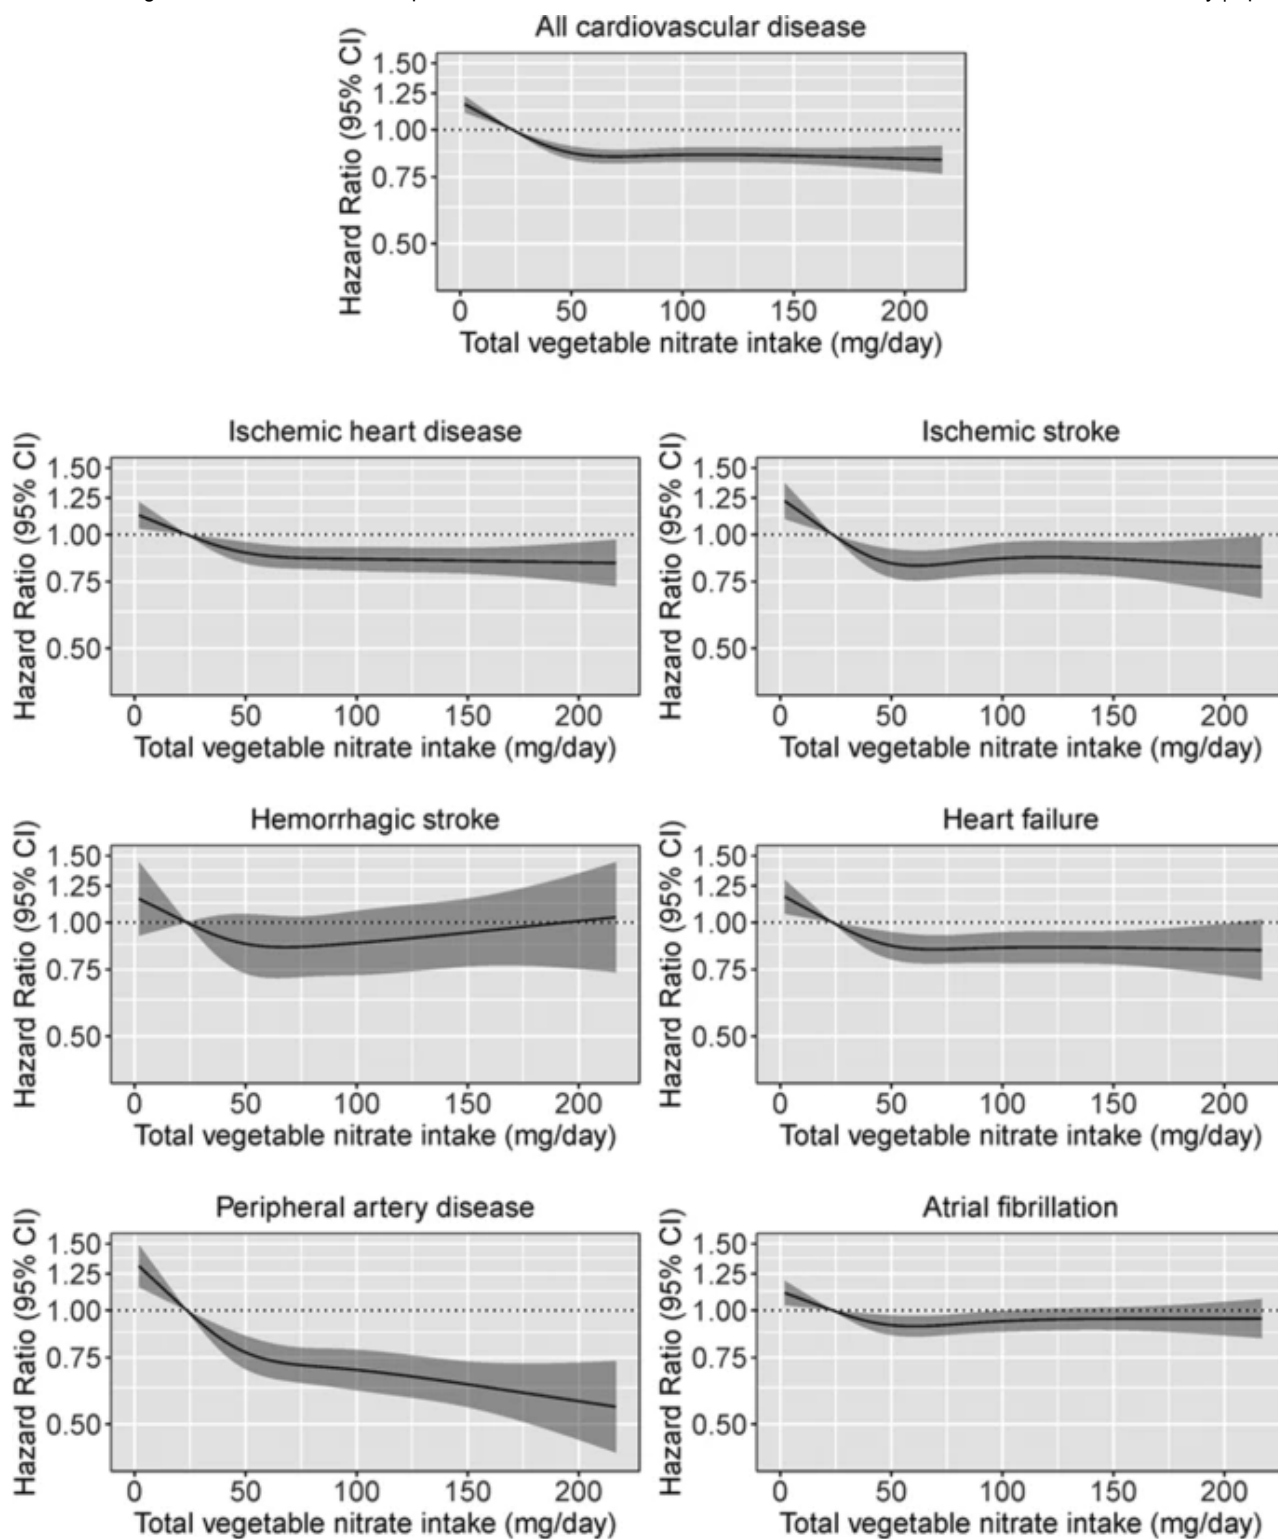 All cardiovascular disease
Hazard Ratio (95% CI)
1.50
1.25
1.00
0.75
0.50
0 50 100 150 200
Total vegetable nitrate intake (mg/day)
Ischemic heart disease
Hazard Ratio (95% CI)
1.50
1.25
1.00
0.75
0.50
0 50 100 150 200
Total vegetable nitrate intake (mg/day)
Ischemic stroke
Hazard Ratio (95% CI)
1.50
1.25
1.00
0.75
0.50
0 50 100 150 200
Total vegetable nitrate intake (mg/day)
Hemorrhagic stroke
Hazard Ratio (95% CI)
1.50
1.25
1.00
0.75
0.50
0 50 100 150 200
Total vegetable nitrate intake (mg/day)
Heart failure
Hazard Ratio (95% CI)
1.50
1.25
1.00
0.75
0.50
0 50 100 150 200
Total vegetable nitrate intake (mg/day)
Peripheral artery disease
Hazard Ratio (95% CI)
1.50
1.25
1.00
0.75
0.50
0 50 100 150 200
Total vegetable nitrate intake (mg/day)
Atrial fibrillation
Hazard Ratio (95% CI)
1.50
1.25
1.00
0.75
0.50
0 50 100 150 200
Total vegetable nitrate intake (mg/day)